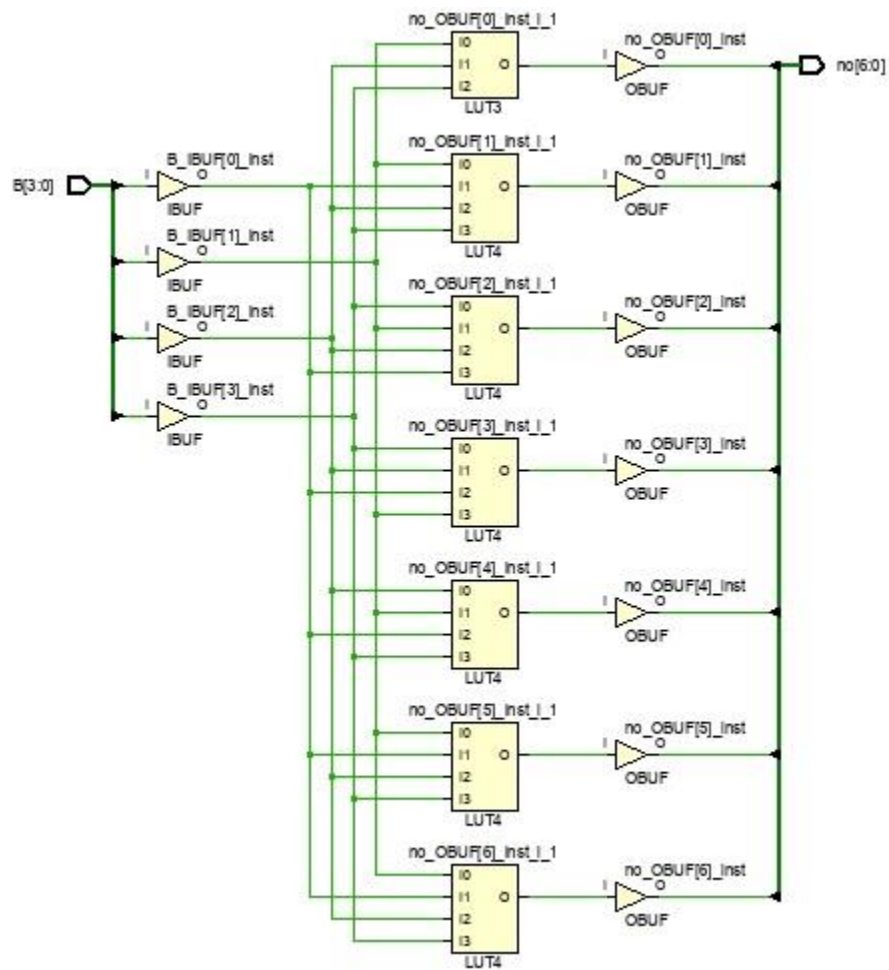 no_OBUF[0]_inst_i_1
I0
I1
I2
O
LUT3
I
no_OBUF[0]_inst
O
OBUF
no[6:0]
B[3:0]
I
B_IBUF[0]_inst
O
IBUF
I
B_IBUF[1]_inst
O
IBUF
I
B_IBUF[2]_inst
O
IBUF
I
B_IBUF[3]_inst
O
IBUF
no_OBUF[1]_inst_i_1
I0
I1
I2
I3
O
LUT4
I
no_OBUF[1]_inst
O
OBUF
no_OBUF[2]_inst_i_1
I0
I1
I2
I3
O
LUT4
I
no_OBUF[2]_inst
O
OBUF
no_OBUF[3]_inst_i_1
I0
I1
I2
I3
O
LUT4
I
no_OBUF[3]_inst
O
OBUF
no_OBUF[4]_inst_i_1
I0
I1
I2
I3
O
LUT4
I
no_OBUF[4]_inst
O
OBUF
no_OBUF[5]_inst_i_1
I0
I1
I2
I3
O
LUT4
I
no_OBUF[5]_inst
O
OBUF
no_OBUF[6]_inst_i_1
I0
I1
I2
I3
O
LUT4
I
no_OBUF[6]_inst
O
OBUF